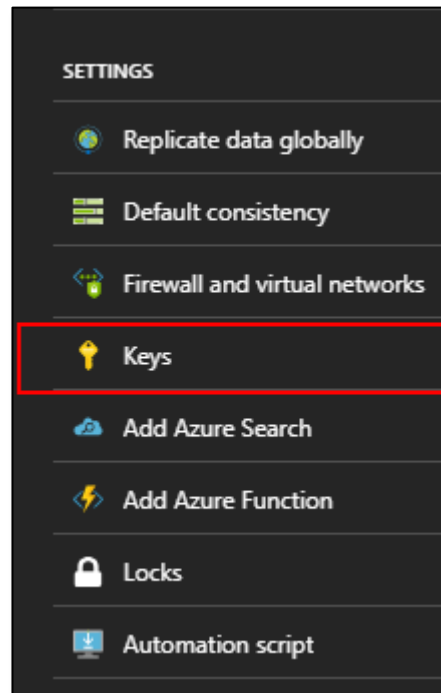 SETTINGS
Replicate data globally
Default consistency
Firewall and virtual networks
Keys
Add Azure Search
Add Azure Function
Locks
Automation script